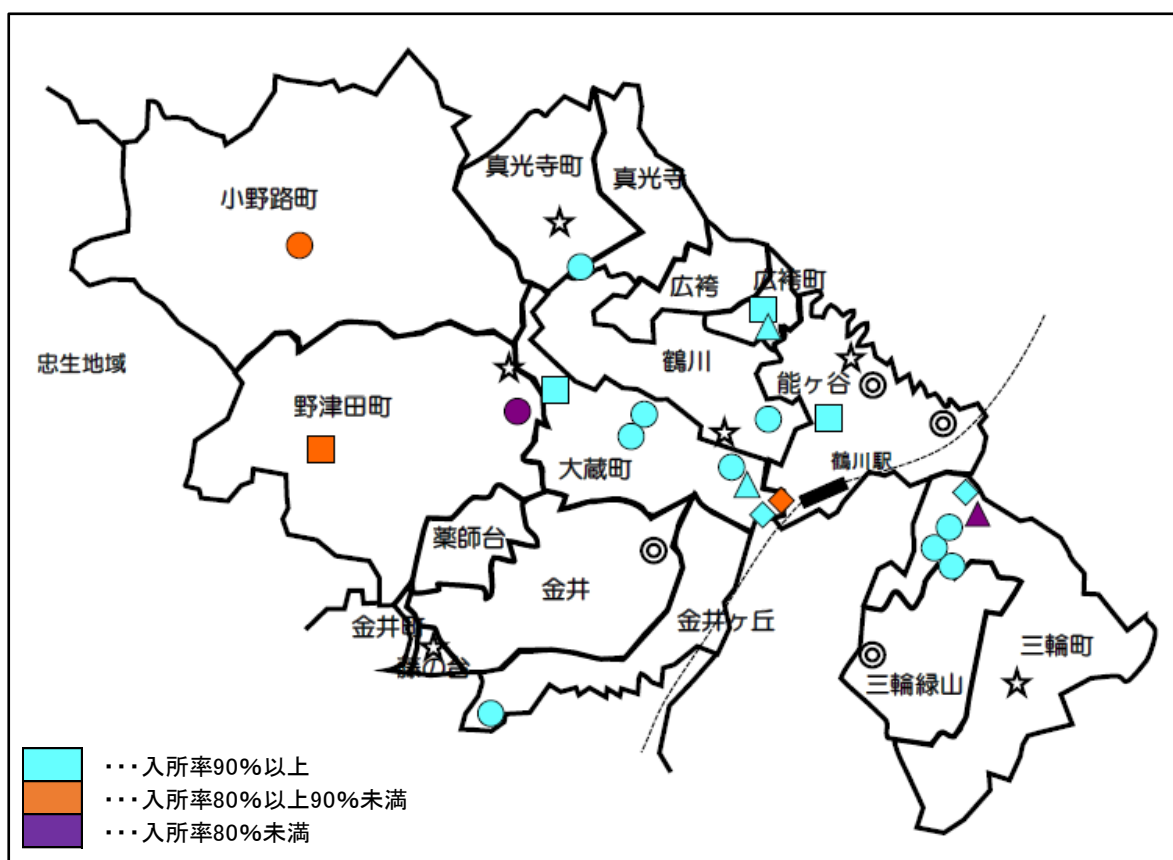 真光寺町
真光寺
小野路町
広袴
広袴町
鶴川
忠生地域
能ヶ谷
野津田町
鶴川駅
大蔵町
薬師台
金井
金井町
金井ヶ丘
藤の台
三輪町
三輪緑山
・・・入所率90％以上
・・・入所率80％以上90％未満
・・・入所率80％未満